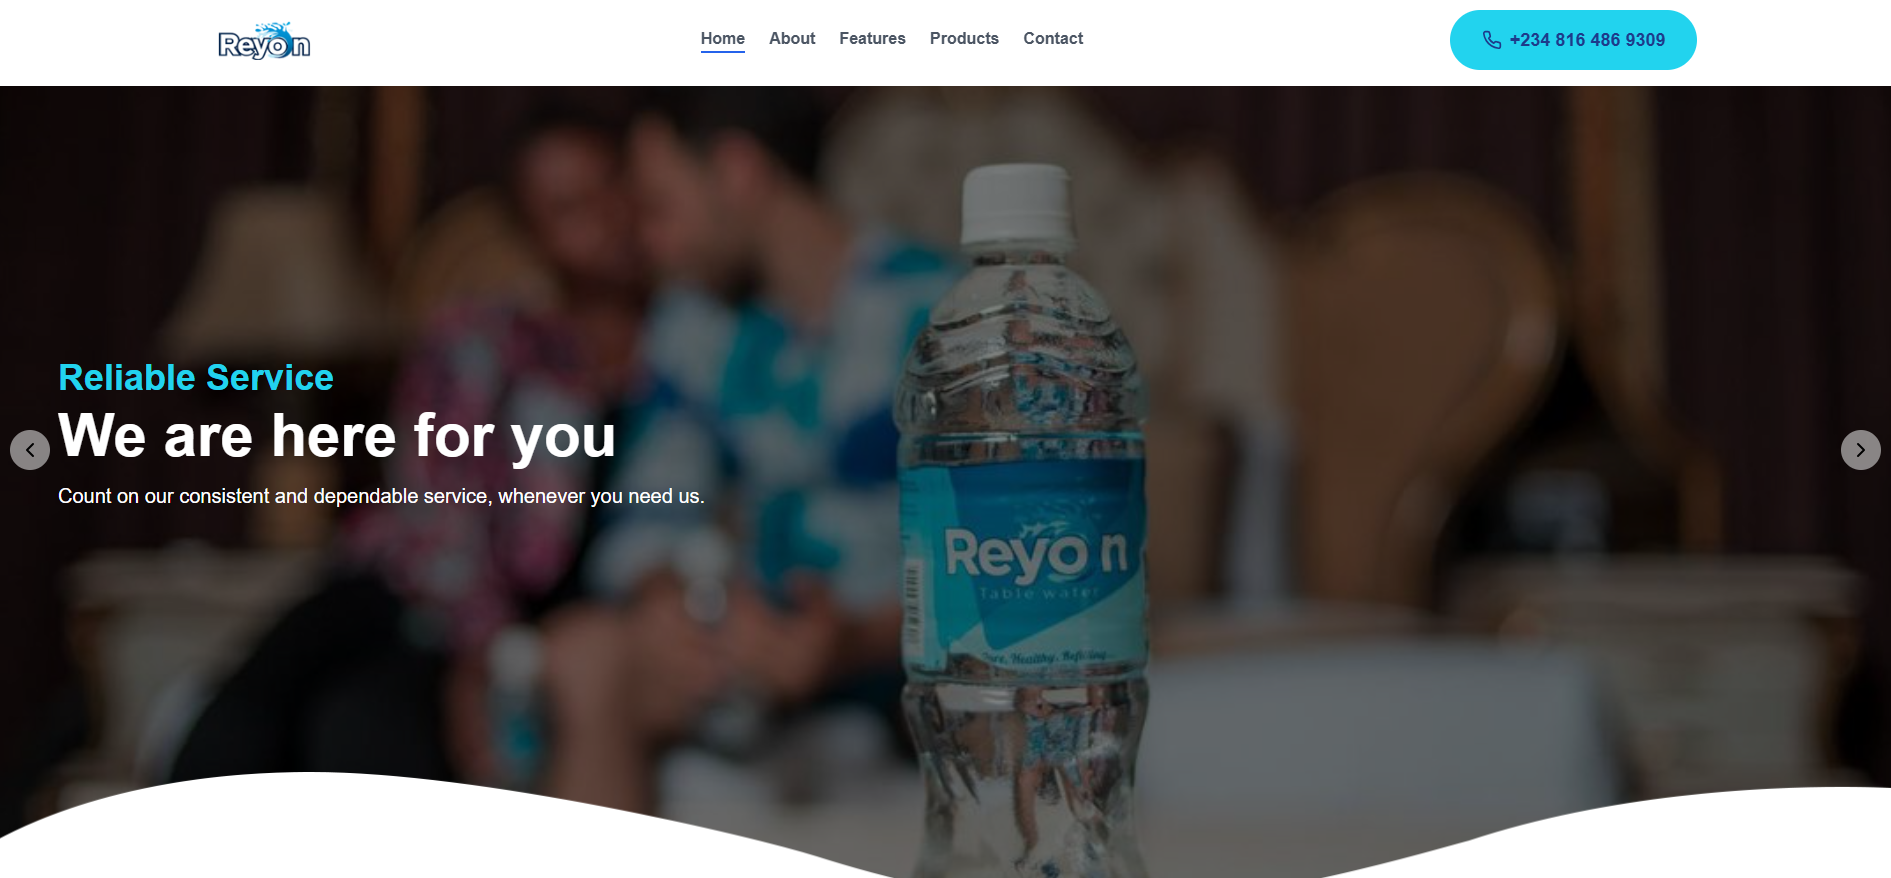 Reyon
Home
About
Features
Products
Contact
+234 816 486 9309
Reliable Service
We are here for you
Count on our consistent and dependable service, whenever you need us.
Reyon
Table water
Healthy. Refreshing...